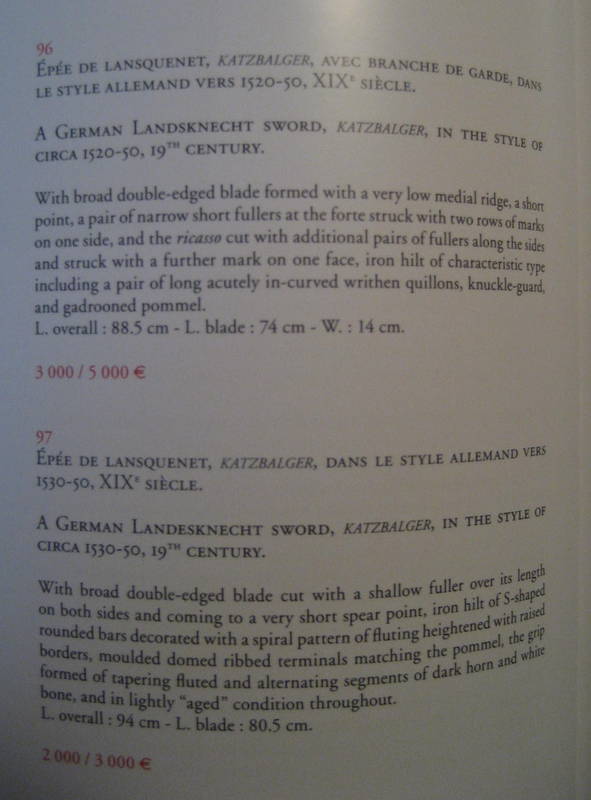 96
Épée de lansquenet, katzbalger, avec branche de garde, dans
le style allemand vers 1520-50, XIXe siècle.
A German Landsknecht sword, katzbalger, in the style of
circa 1520-50, 19th century.
With broad double-edged blade formed with a very low medial ridge, a short
point, a pair of narrow short fullers at the forte struck with two rows of marks
on one side, and the ricasso cut with additional pairs of fullers along the sides
and struck with a further mark on one face, iron hilt of characteristic type
including a pair of long acutely in-curved writhen quillons, knuckle-guard,
and gadrooned pommel.
L. overall : 88.5 cm - L. blade : 74 cm - W. : 14 cm.
3 000 / 5 000 €
97
Épée de lansquenet, katzbalger, dans le style allemand vers
1530-50, XIXe siècle.
A German Landesknecht sword, katzbalger, in the style of
circa 1530-50, 19th century.
With broad double-edged blade cut with a shallow fuller over its length
on both sides and coming to a very short spear point, iron hilt of S-shaped
rounded bars decorated with a spiral pattern of fluting heightened with raised
borders, moulded domed ribbed terminals matching the pommel, the grip
formed of tapering fluted and alternating segments of dark horn and white
bone, and in lightly “aged” condition throughout.
L. overall : 94 cm - L. blade : 80.5 cm.
2 000 / 3 000 €